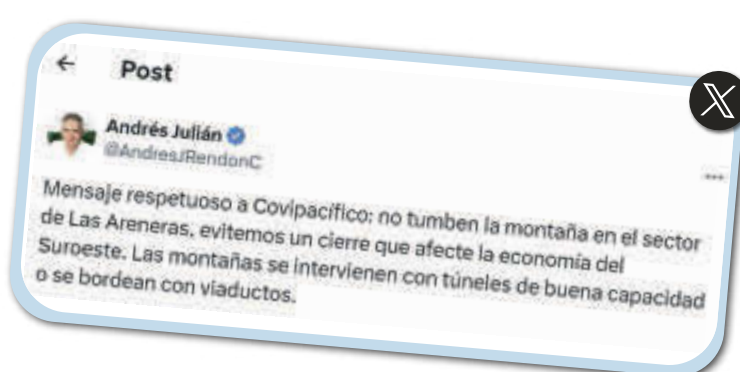 Post
Andrés Julián
@AndresJRendonC
Mensaje respetuoso a Covipacífico: no tumben la montaña en el sector
de Las Areneras, evitemos un cierre que afecte la economía del
Suroeste. Las montañas se intervienen con túneles de buena capacidad
o se bordean con viaductos.